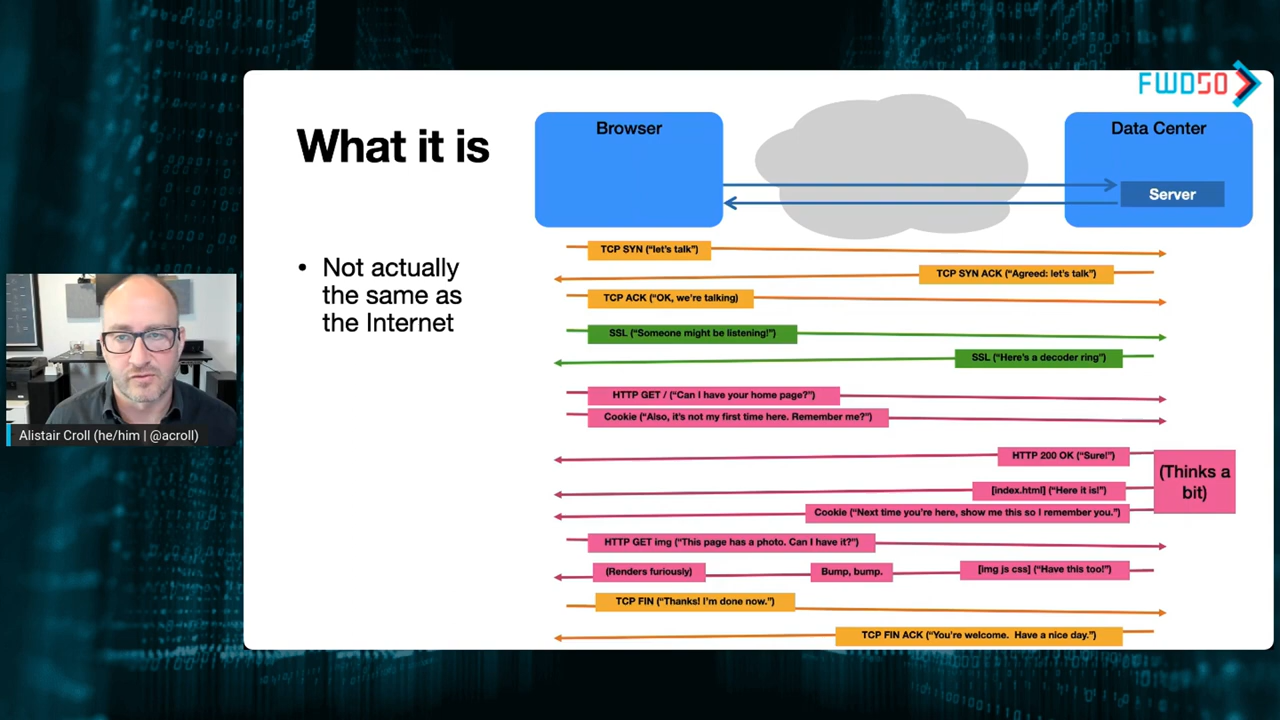 FWD50
What it is
Browser
Data Center
Server
• Not actually
the same as
the Internet
TCP SYN (“let’s talk”)
TCP SYN ACK (“Agreed: let’s talk”)
TCP ACK (“OK, we’re talking)
SSL (“Someone might be listening!”)
SSL (“Here’s a decoder ring”)
HTTP GET / (“Can I have your home page?”)
Cookie (“Also, it’s not my first time here. Remember me?”)
HTTP 200 OK (“Sure!”)
(Thinks a
bit)
[index.html] (“Here it is!”)
Cookie (“Next time you’re here, show me this so I remember you.”)
HTTP GET img (“This page has a photo. Can I have it?”)
(Renders furiously)
Bump, bump.
[img js css] (“Have this too!”)
TCP FIN (“Thanks! I’m done now.”)
TCP FIN ACK (“You’re welcome.  Have a nice day.”)
Alistair Croll (he/him | @acroll)